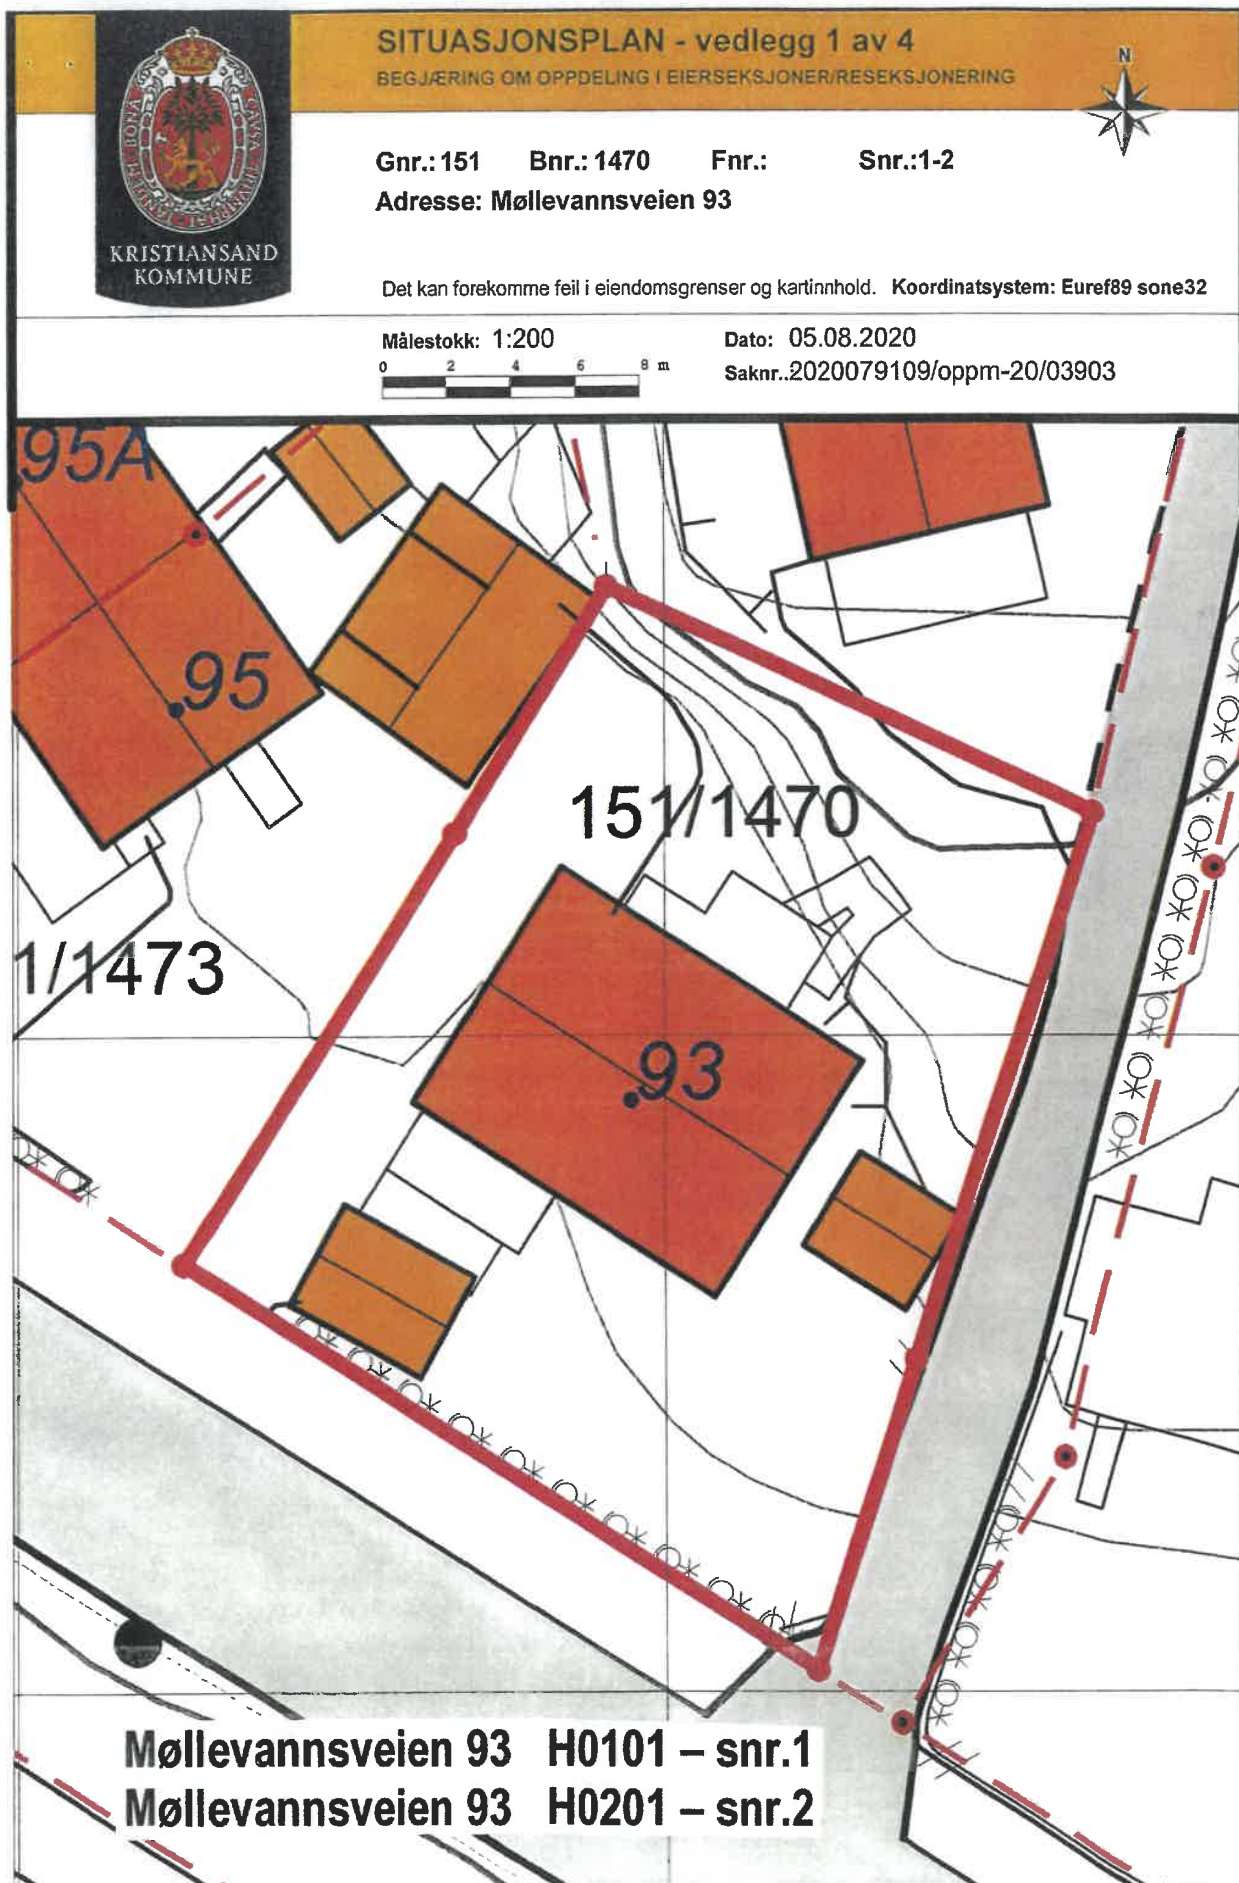 SITUASJONSPLAN - vedlegg 1 av 4
BEGJÆRING OM OPPDELING I EIERSEKSJONER/RESEKSJONERING
N
Gnr.: 151 Bnr.: 1470 Fnr.: Snr.:1-2
Adresse: Møllevannsveien 93
KRISTIANSAND
KOMMUNE
Det kan forekomme feil i eiendomsgrenser og kartinnhold. Koordinatsystem: Euref89 sone32
Målestokk: 1:200
Dato: 05.08.2020
0 2 4 6 8 m
Saknr.:2020079109/oppm-20/03903
95A
95
151/1470
1/1473
93
Møllevannsveien 93 H0101 – snr.1
Møllevannsveien 93 H0201 – snr.2